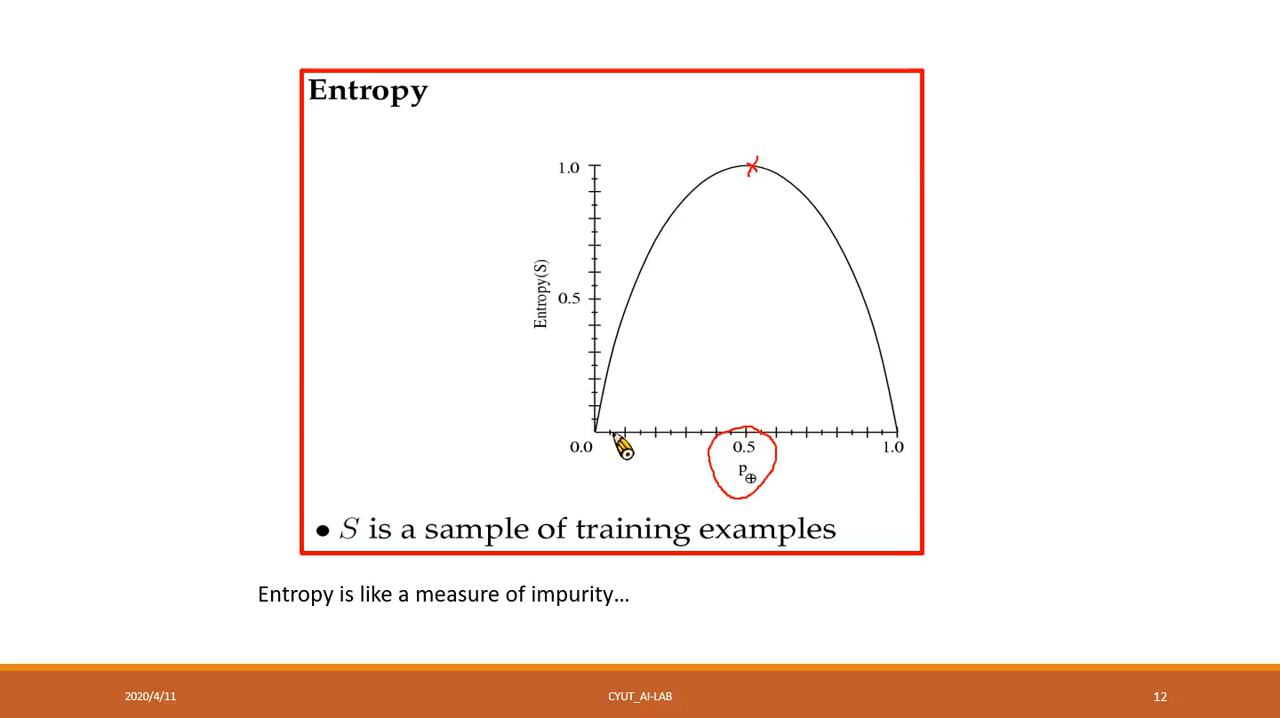 Entropy
1.0
Entropy(S)
0.5
0.0
0.5
1.0
p⊕
• S is a sample of training examples
Entropy is like a measure of impurity…
2020/4/11
CYUT_AI-LAB
12